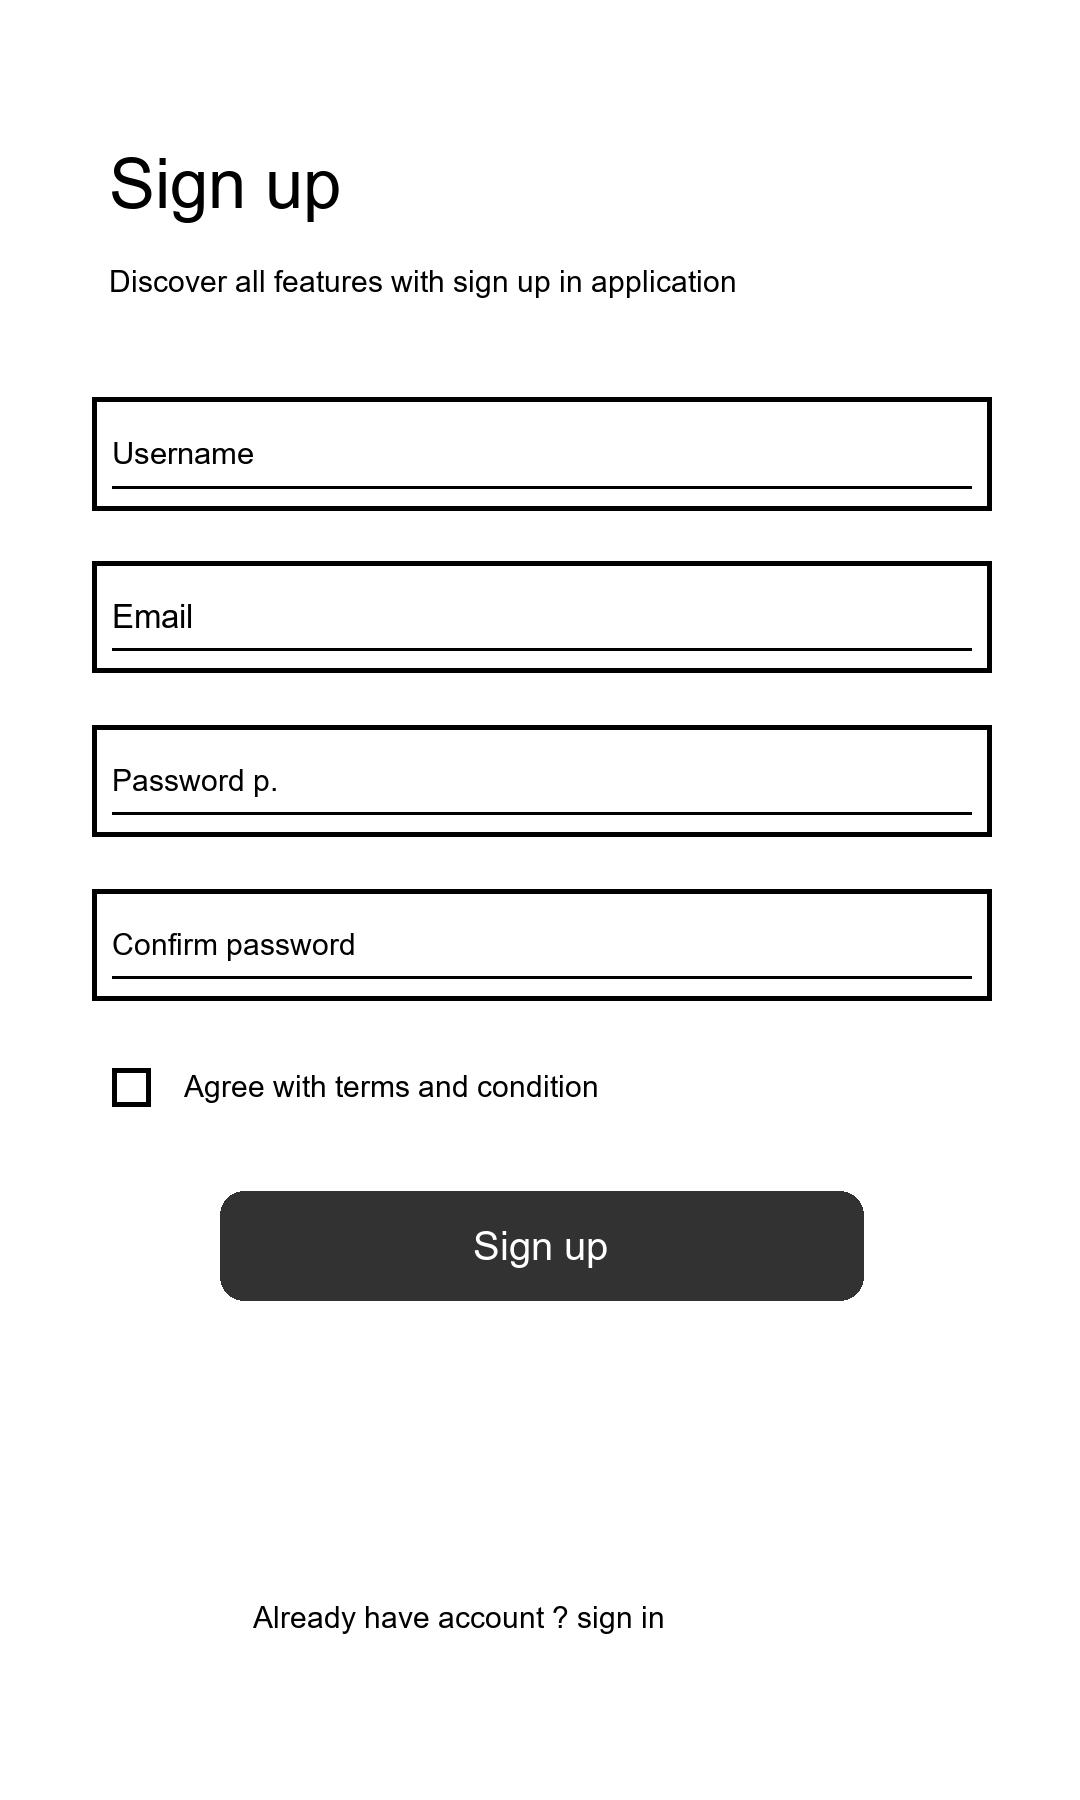 Sign up
Discover all features with sign up in application
Username
Email
Password p.
Confirm password
Agree with terms and condition
Sign up
Already have account ? sign in